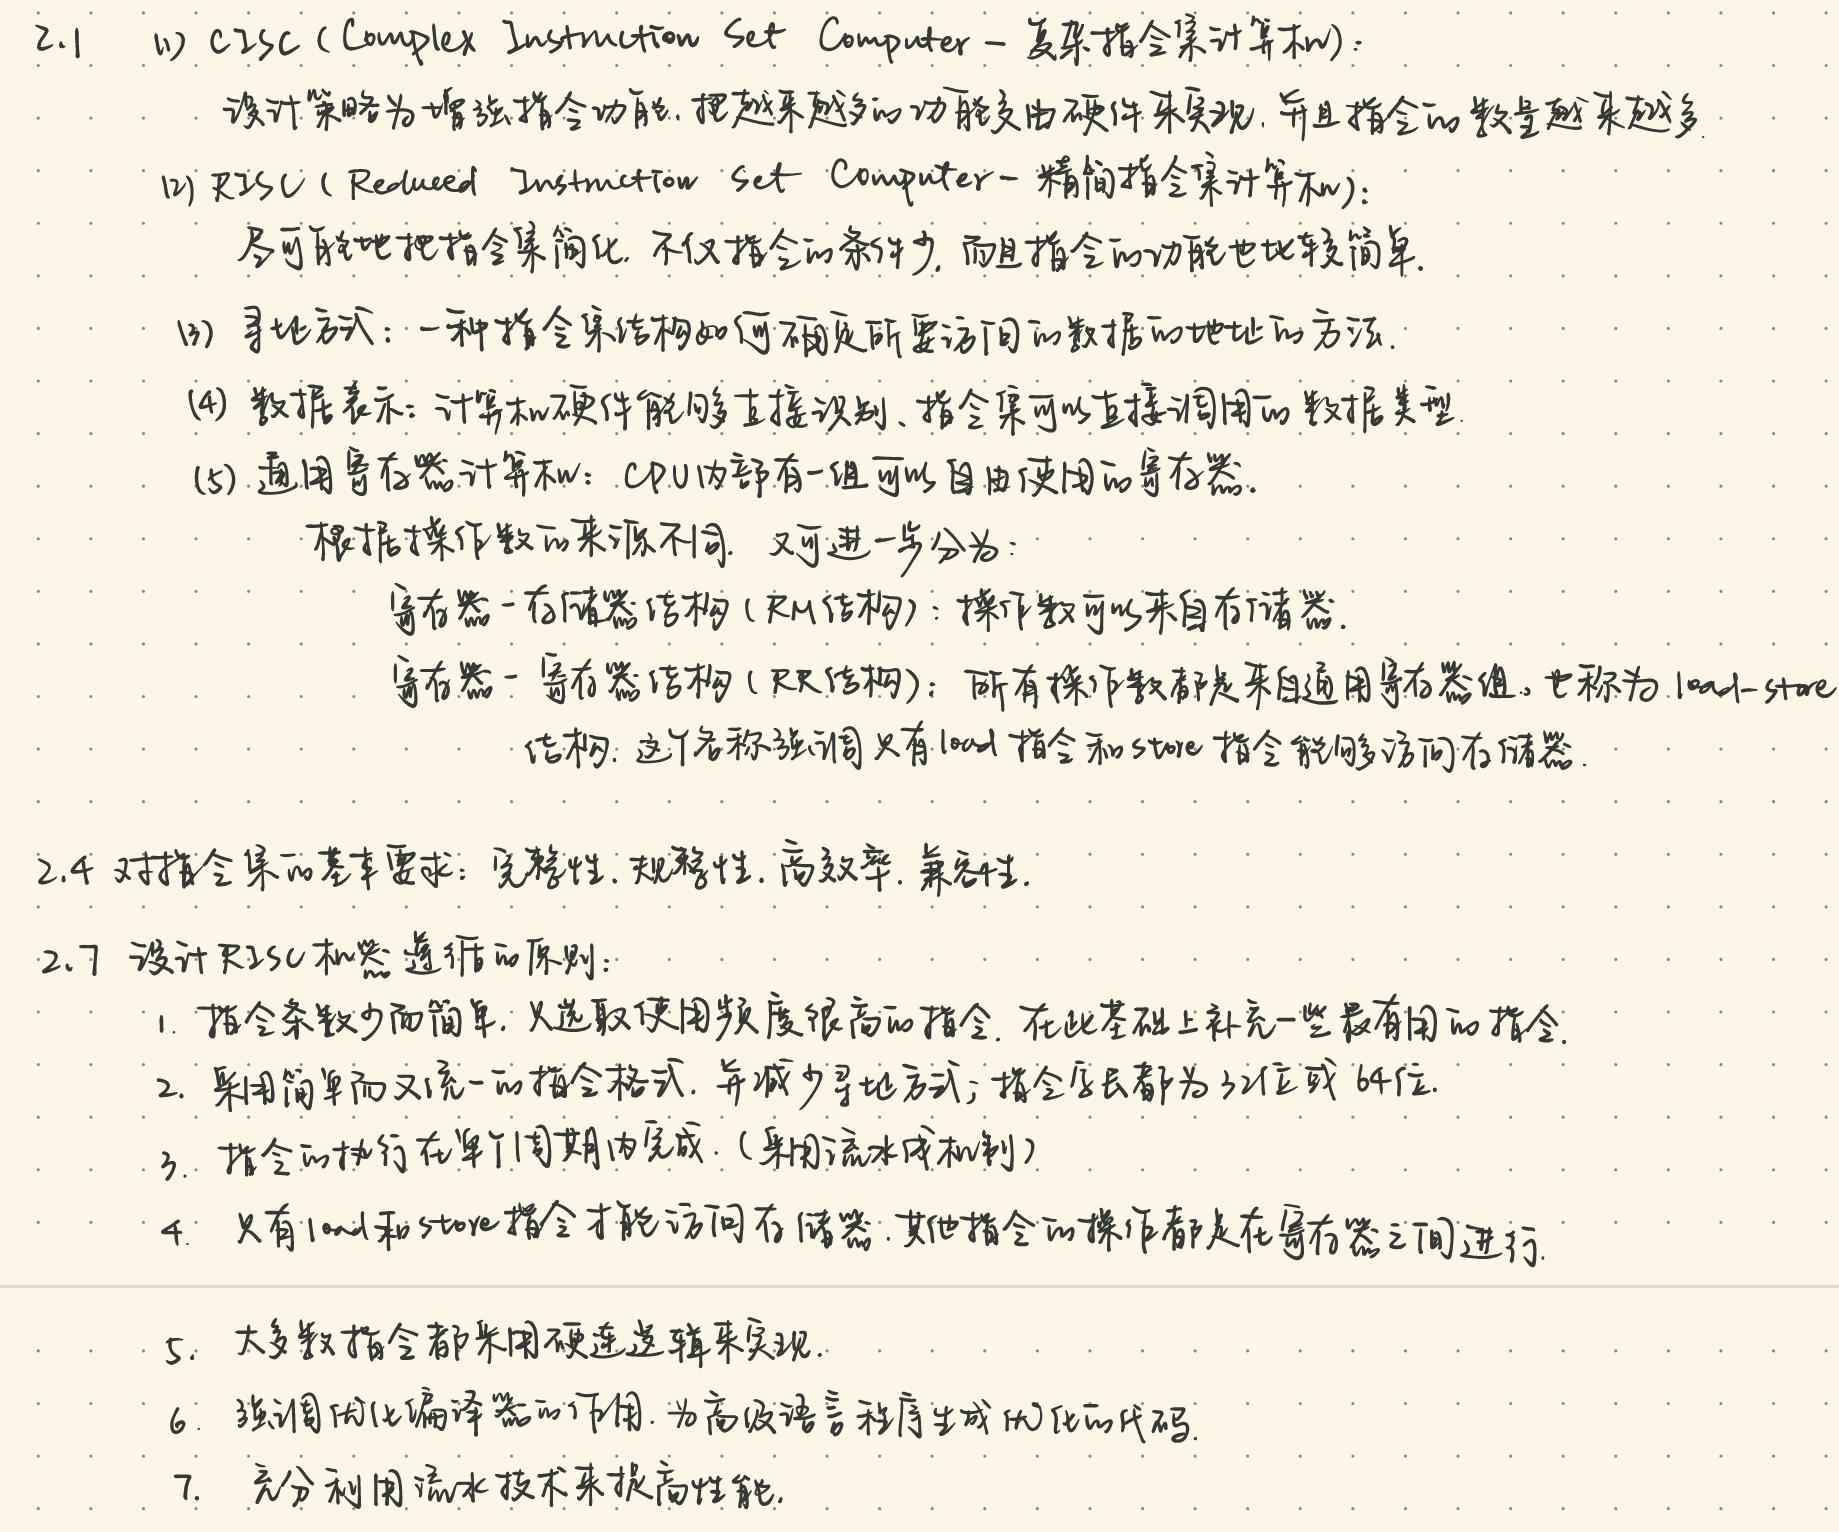 2.1 (1) CISC (Complex Instruction Set Computer — 复杂指令集计算机):
设计策略为增强指令功能,把越来越多的功能交由硬件来实现,并且指令的数量越来越多.
(2) RISC (Reduced Instruction Set Computer — 精简指令集计算机):
尽可能地把指令集简化,不仅指令的条件少,而且指令的功能也比较简单.
(3) 寻址方式:一种指令集结构如何确定所要访问的数据的地址的方法.
(4) 数据表示:计算机硬件能够直接识别、指令集可以直接调用的数据类型.
(5) 通用寄存器计算机:CPU内部有一组可以自由使用的寄存器.
根据操作数的来源不同.又可进一步分为:
寄存器-存储器结构(RM结构):操作数可以来自存储器.
寄存器-寄存器结构(RR结构):所有操作数都是来自通用寄存器组。也称为load-store
结构.这个名称强调只有load指令和store指令能够访问存储器.
2.4 对指令集的基本要求:完整性.规整性.高效率.兼容性.
2.7 设计RISC机器遵循的原则:
1. 指令条数少而简单.只选取使用频度很高的指令.在此基础上补充一些最有用的指令.
2. 采用简单而又统一的指令格式.并减少寻址方式;指令字长都为32位或64位.
3. 指令的执行在单个周期内完成.(采用流水成机制)
4. 只有load和store指令才能访问存储器.其他指令的操作都是在寄存器之间进行.
5. 大多数指令都采用硬连逻辑来实现.
6. 强调优化编译器的作用.为高级语言程序生成优化的代码.
7. 充分利用流水技术来提高性能.